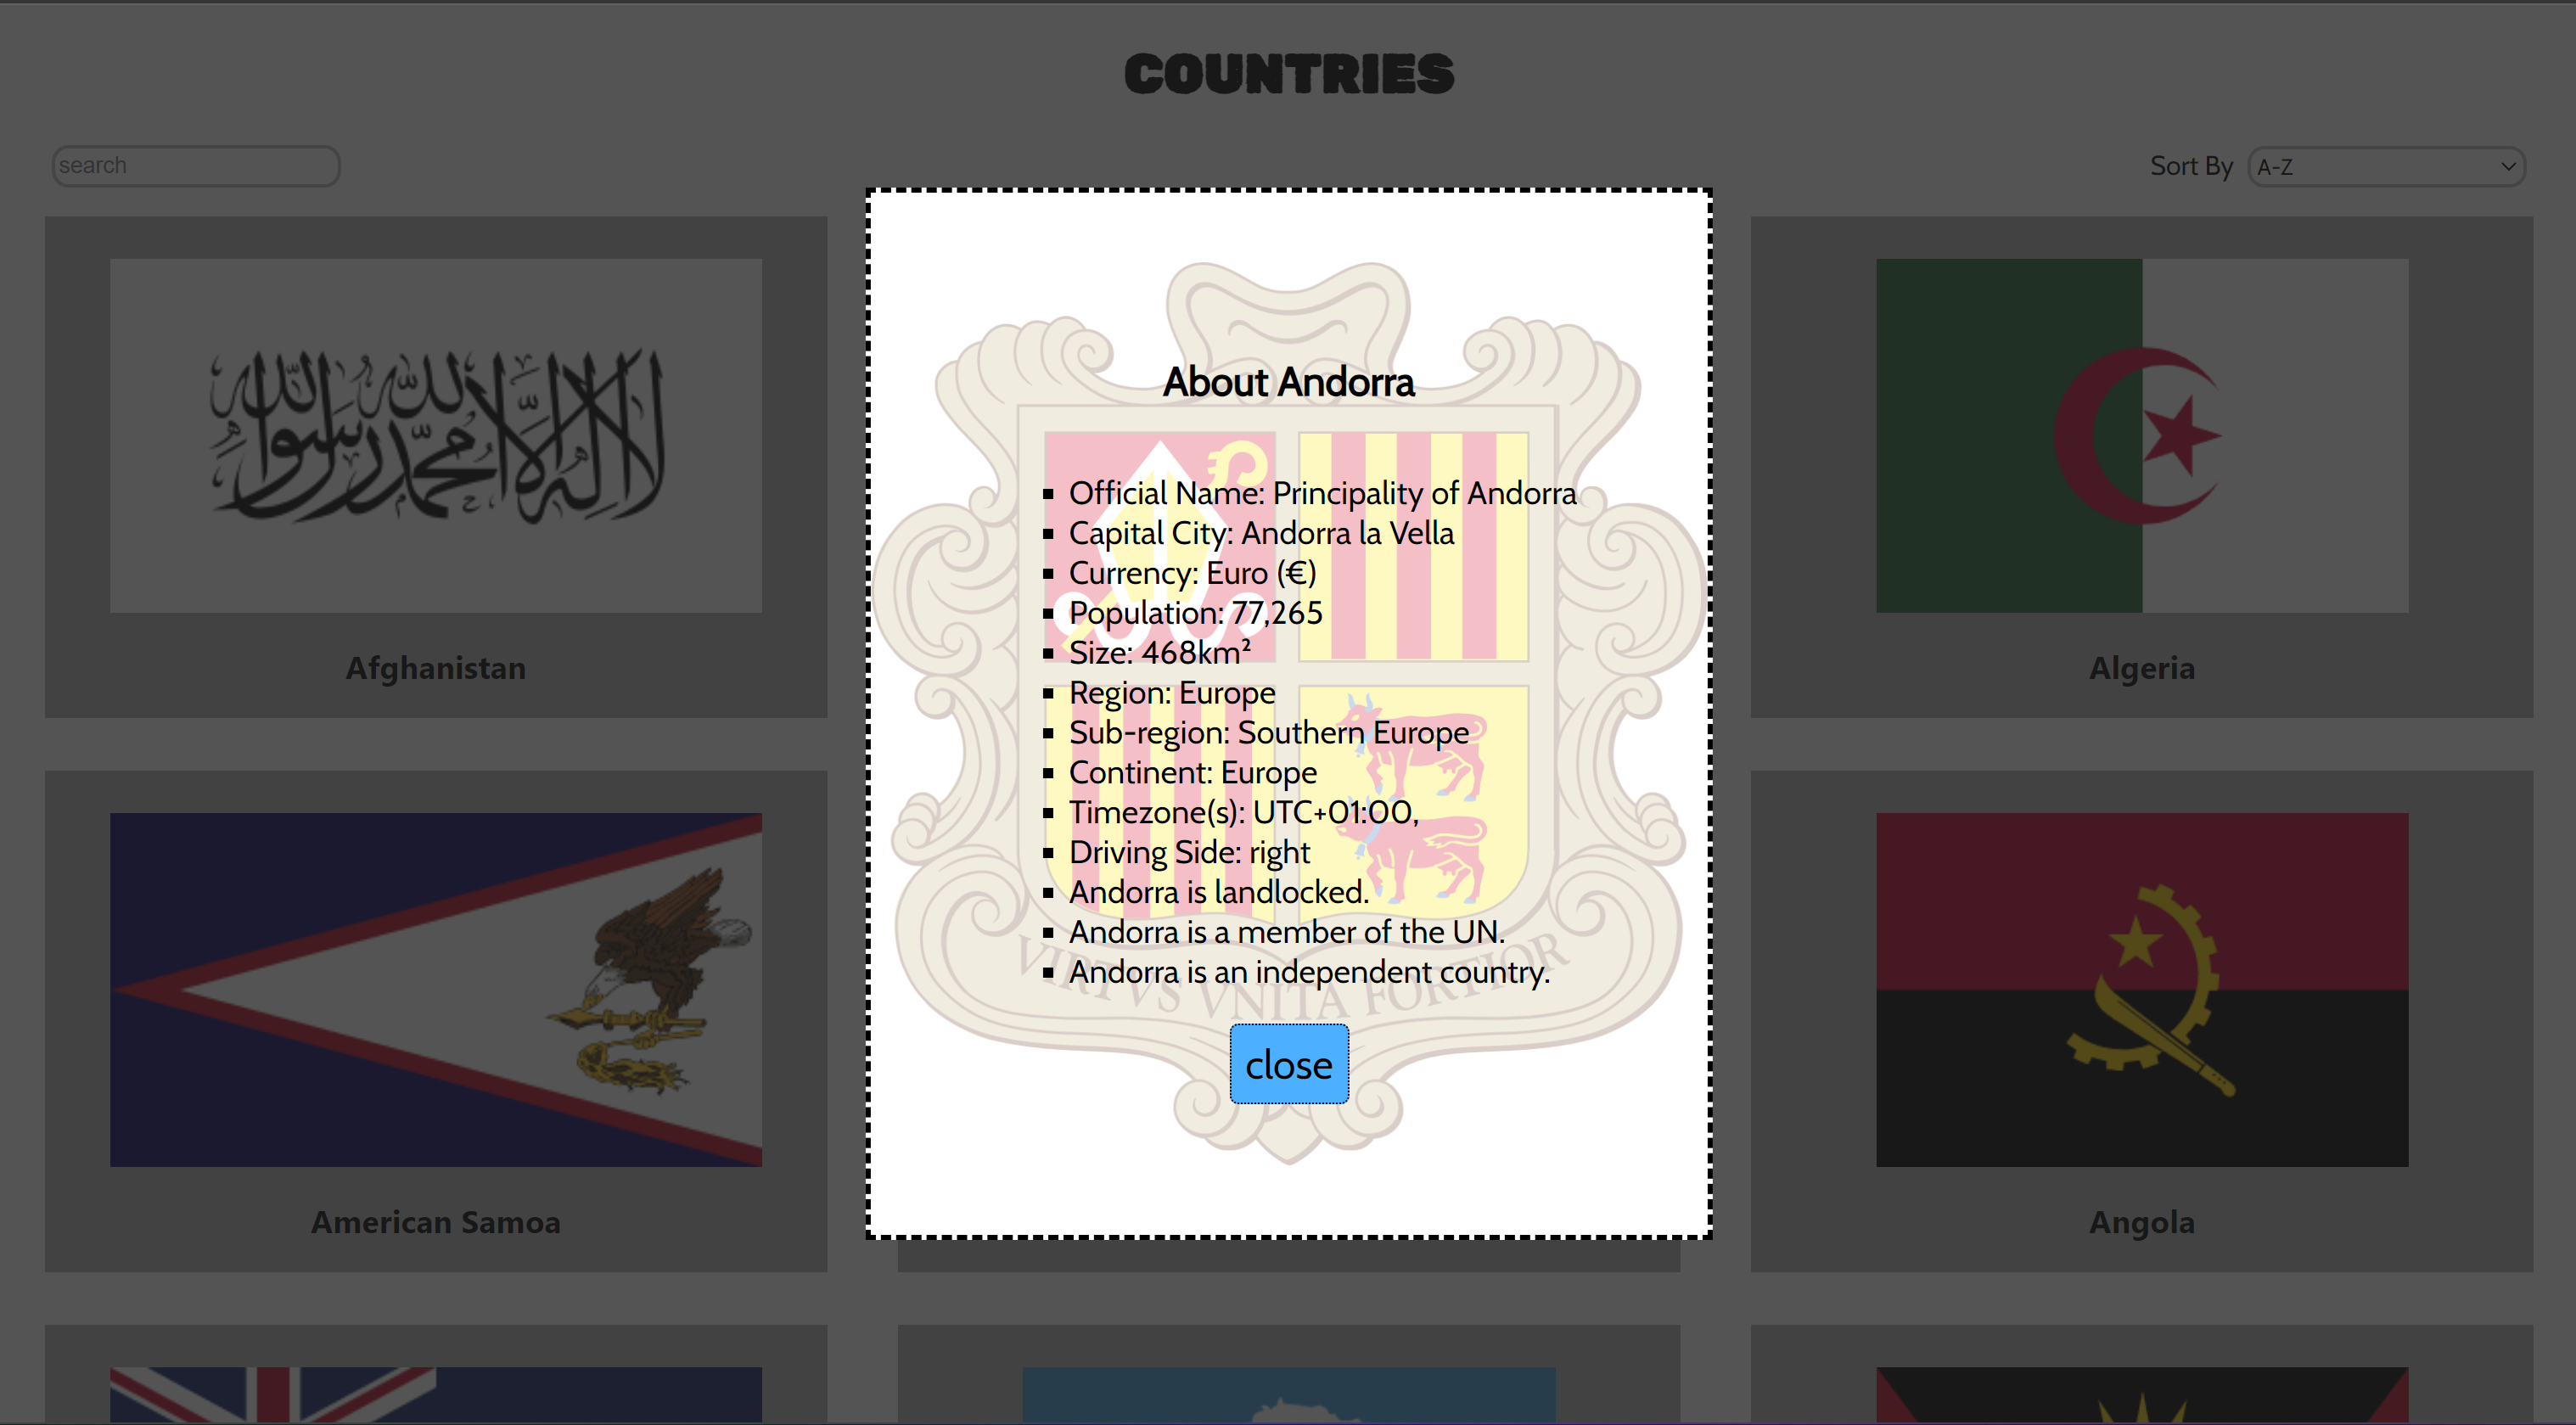 COUNTRIES
search
Sort By A-Z
لا إله إلا الله محمد رسول الله
Afghanistan
Algeria
About Andorra
Official Name: Principality of Andorra
Capital City: Andorra la Vella
Currency: Euro (€)
Population: 77,265
Size: 468km²
Region: Europe
Sub-region: Southern Europe
Continent: Europe
Timezone(s): UTC+01:00,
Driving Side: right
Andorra is landlocked.
Andorra is a member of the UN.
Andorra is an independent country.
VIRTVS VNITA FORTIOR
close
American Samoa
Angola